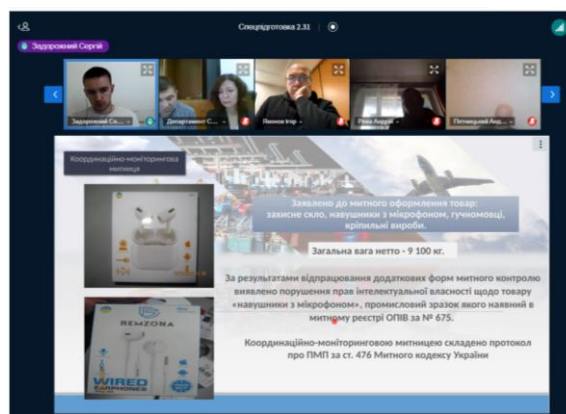 Спецпідготовка 2.31
Задорожний Сергій
Задорожний Се...
Департамент С...
Яконов Ігор
Пятницький Анд...
Координаційно-моніторингова
митниця
Заявлено до митного оформлення товар:
захисне скло, навушники з мікрофоном, гучномовці,
кріпильні вироби.
Загальна вага нетто - 9 100 кг.
За результатами відпрацювання додаткових форм митного контролю
виявлено порушення прав інтелектуальної власності щодо товару
«навушники з мікрофоном», промисловий зразок якого наявний в
митному реєстрі ОПІВ за № 675.
Координаційно-моніторинговою митницею складено протокол
про ПМП за ст. 476 Митного кодексу України
REMZONA
WIRED
EARPHONES